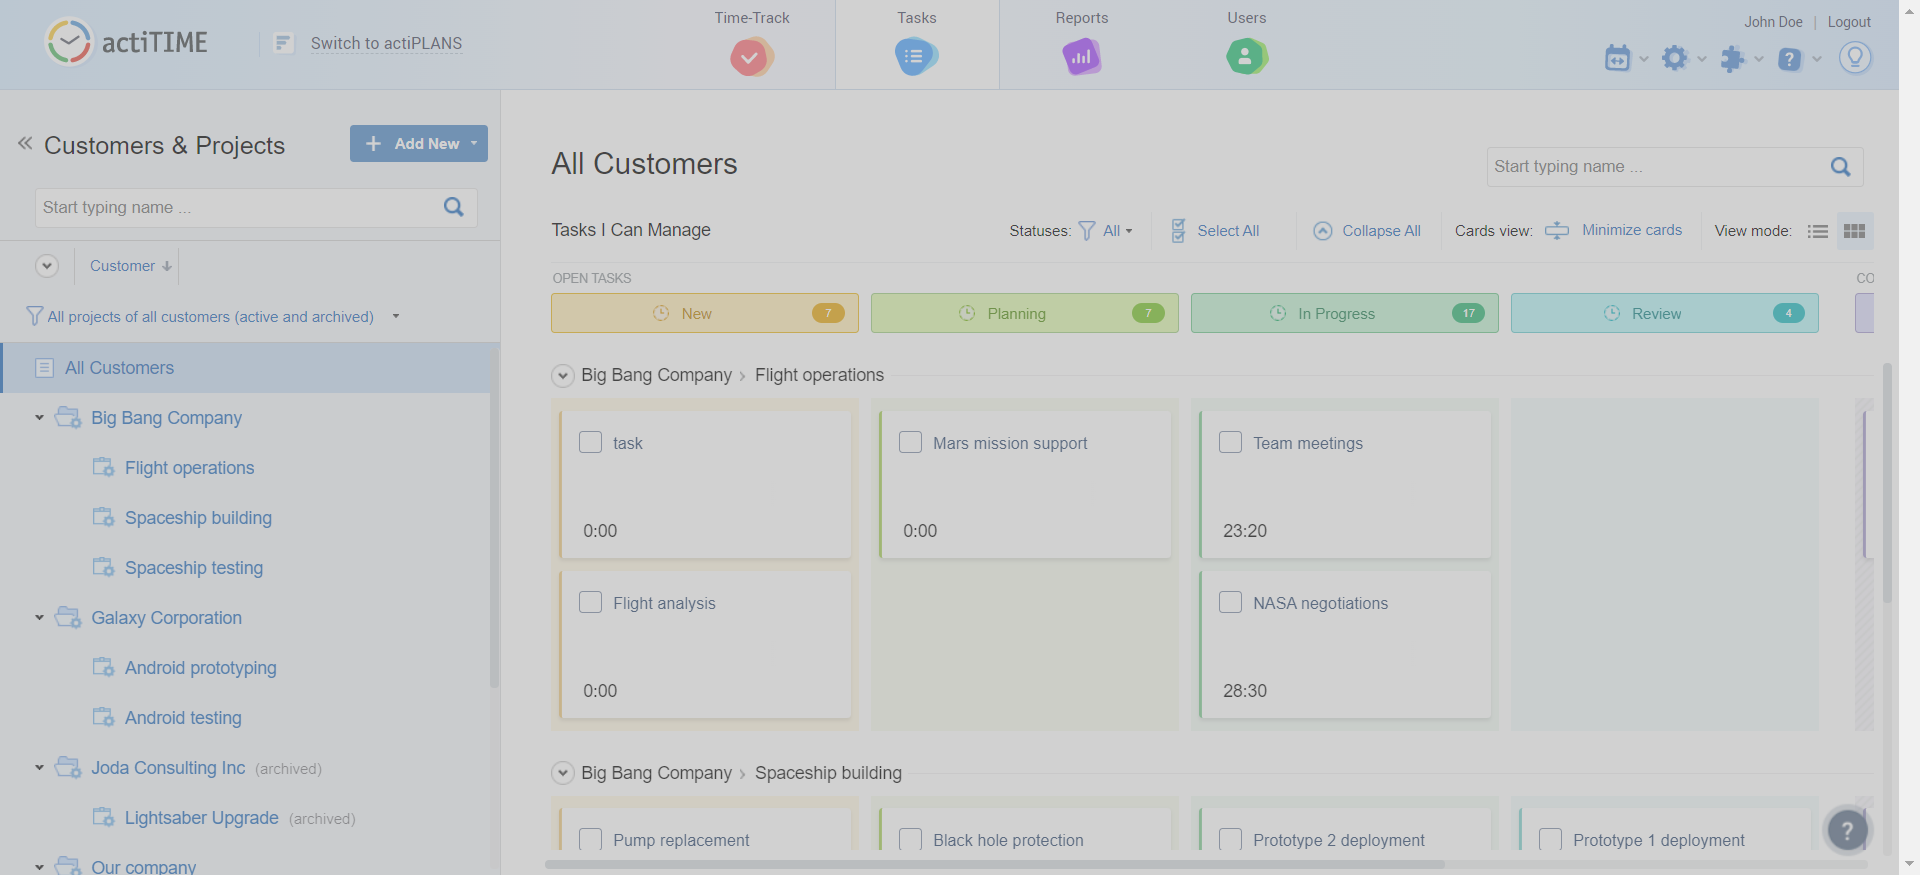 actiTIME
Switch to actiPLANS
Time-Track
Tasks
Reports
Users
John Doe | Logout
Customers & Projects
Add New
Start typing name ...
Customer
All projects of all customers (active and archived)
All Customers
Big Bang Company
Flight operations
Spaceship building
Spaceship testing
Galaxy Corporation
Android prototyping
Android testing
Joda Consulting Inc (archived)
Lightsaber Upgrade (archived)
Our company
All Customers
Start typing name ...
Tasks I Can Manage
Statuses: All
Select All
Collapse All
Cards view: Minimize cards
View mode:
OPEN TASKS
CO
New 7
Planning 7
In Progress 17
Review 4
Big Bang Company > Flight operations
task
0:00
Mars mission support
0:00
Team meetings
23:20
Flight analysis
0:00
NASA negotiations
28:30
Big Bang Company > Spaceship building
Pump replacement
Black hole protection
Prototype 2 deployment
Prototype 1 deployment
?